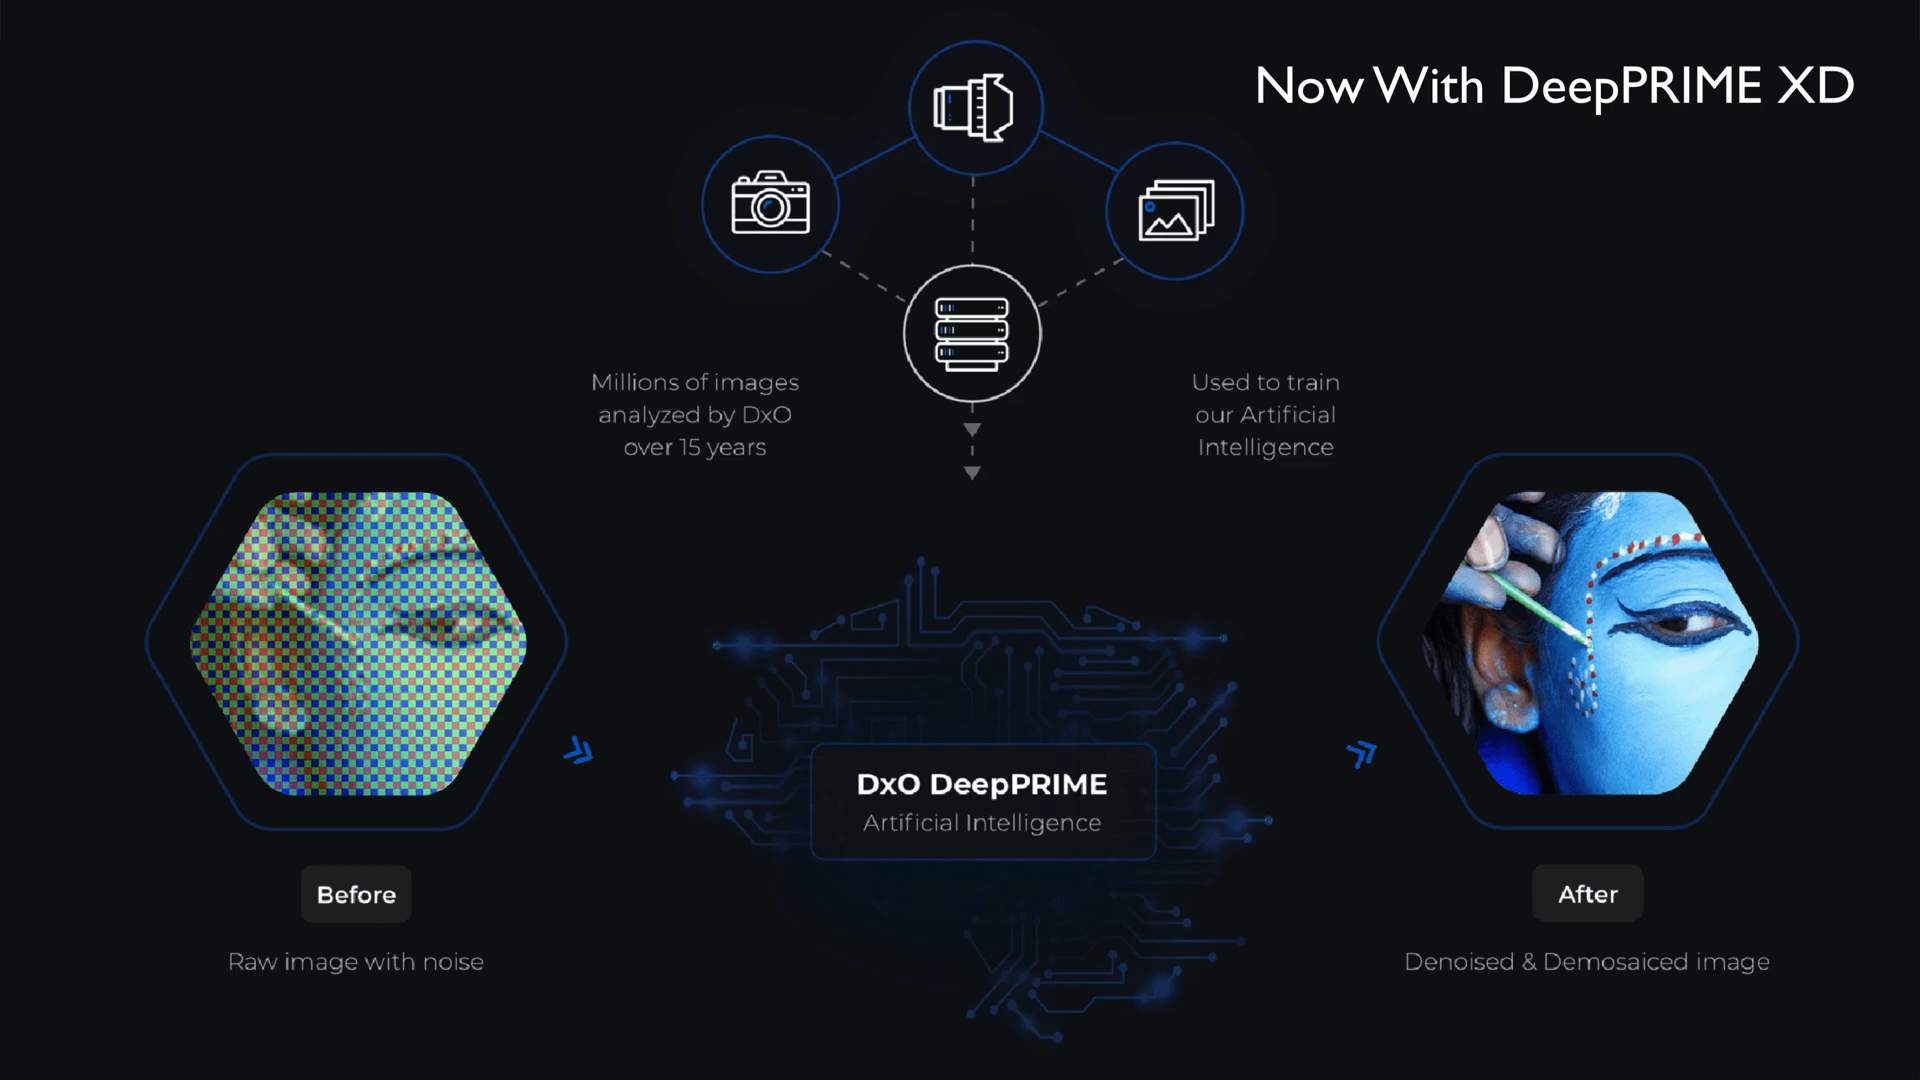 Now With DeepPRIME XD
Millions of images
analyzed by DxO
over 15 years
Used to train
our Artificial
Intelligence
DxO DeepPRIME
Artificial Intelligence
Before
Raw image with noise
After
Denoised & Demosaiced image